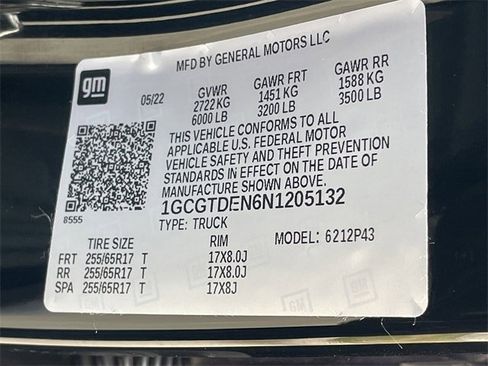 MFD BY GENERAL MOTORS LLC
gm
05/22
GVWR
2722 KG
6000 LB
GAWR FRT
1451 KG
3200 LB
GAWR RR
1588 KG
3500 LB
THIS VEHICLE CONFORMS TO ALL
APPLICABLE U.S. FEDERAL MOTOR
VEHICLE SAFETY AND THEFT PREVENTION
STANDARDS IN EFFECT ON THE DATE OF
MANUFACTURE SHOWN ABOVE.
8555
1GCGTDEN6N1205132
TYPE: TRUCK
MODEL: 6212P43
TIRE SIZE RIM
FRT 255/65R17 T 17X8.0J
RR 255/65R17 T 17X8.0J
SPA 255/65R17 T 17X8J